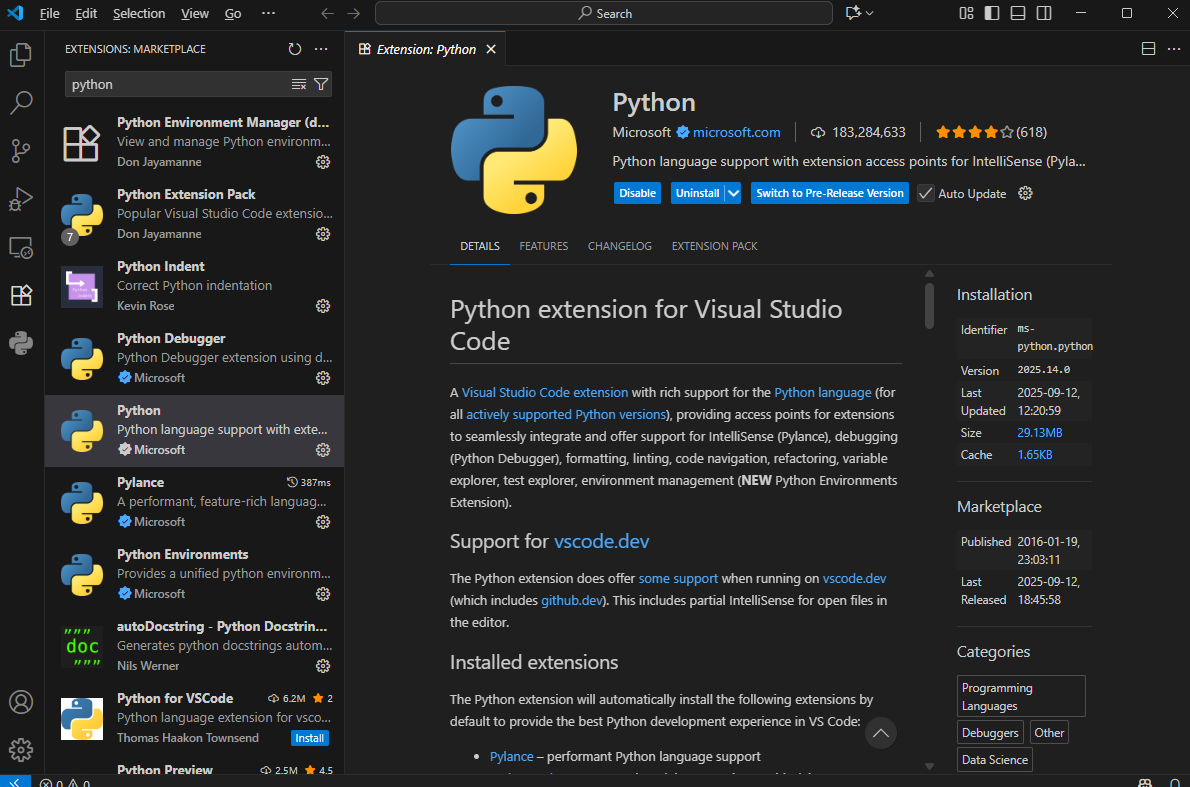 File Edit Selection View Go ··· Search
EXTENSIONS: MARKETPLACE
python
Python Environment Manager (d...
View and manage Python environm...
Don Jayamanne
Python Extension Pack
Popular Visual Studio Code extensio...
Don Jayamanne
7
Python Indent
Correct Python indentation
Kevin Rose
Python Debugger
Python Debugger extension using d...
Microsoft
Python
Python language support with exte...
Microsoft
Pylance 387ms
A performant, feature-rich languag...
Microsoft
Python Environments
Provides a unified python environm...
Microsoft
"""
doc
"""
autoDocstring - Python Docstrin...
Generates python docstrings autom...
Nils Werner
Python for VSCode 6.2M 2
Python language extension for vsco...
Thomas Haakon Townsend Install
Python Preview 2.5M 4.5
Extension: Python
Python
Microsoft microsoft.com 183,284,633 (618)
Python language support with extension access points for IntelliSense (Pyla...
Disable Uninstall Switch to Pre-Release Version Auto Update
DETAILS FEATURES CHANGELOG EXTENSION PACK
Python extension for Visual Studio
Code
A Visual Studio Code extension with rich support for the Python language (for
all actively supported Python versions), providing access points for extensions
to seamlessly integrate and offer support for IntelliSense (Pylance), debugging
(Python Debugger), formatting, linting, code navigation, refactoring, variable
explorer, test explorer, environment management (NEW Python Environments
Extension).
Support for vscode.dev
The Python extension does offer some support when running on vscode.dev
(which includes github.dev). This includes partial IntelliSense for open files in
the editor.
Installed extensions
The Python extension will automatically install the following extensions by
default to provide the best Python development experience in VS Code:
• Pylance – performant Python language support
Installation
Identifier ms-
python.python
Version 2025.14.0
Last 2025-09-12,
Updated 12:20:59
Size 29.13MB
Cache 1.65KB
Marketplace
Published 2016-01-19,
23:03:11
Last 2025-09-12,
Released 18:45:58
Categories
Programming
Languages
Debuggers Other
Data Science
0 0